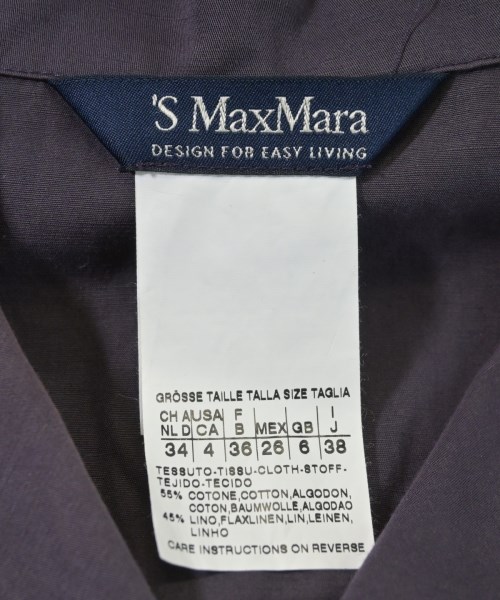 'S MaxMara
DESIGN FOR EASY LIVING
GRÖSSE TAILLE TALLA SIZE TAGLIA
CH A USA F I
NL D CA B MEX GB J
34 4 36 26 6 38
TESSUTO-TISSU-CLOTH-STOFF-
TEJIDO-TECIDO
55% COTONE,COTTON,ALGODON,
COTON,BAUMWOLLE,ALGODAO
45% LINO,FLAXLINEN,LIN,LEINEN,
LINHO
CARE INSTRUCTIONS ON REVERSE